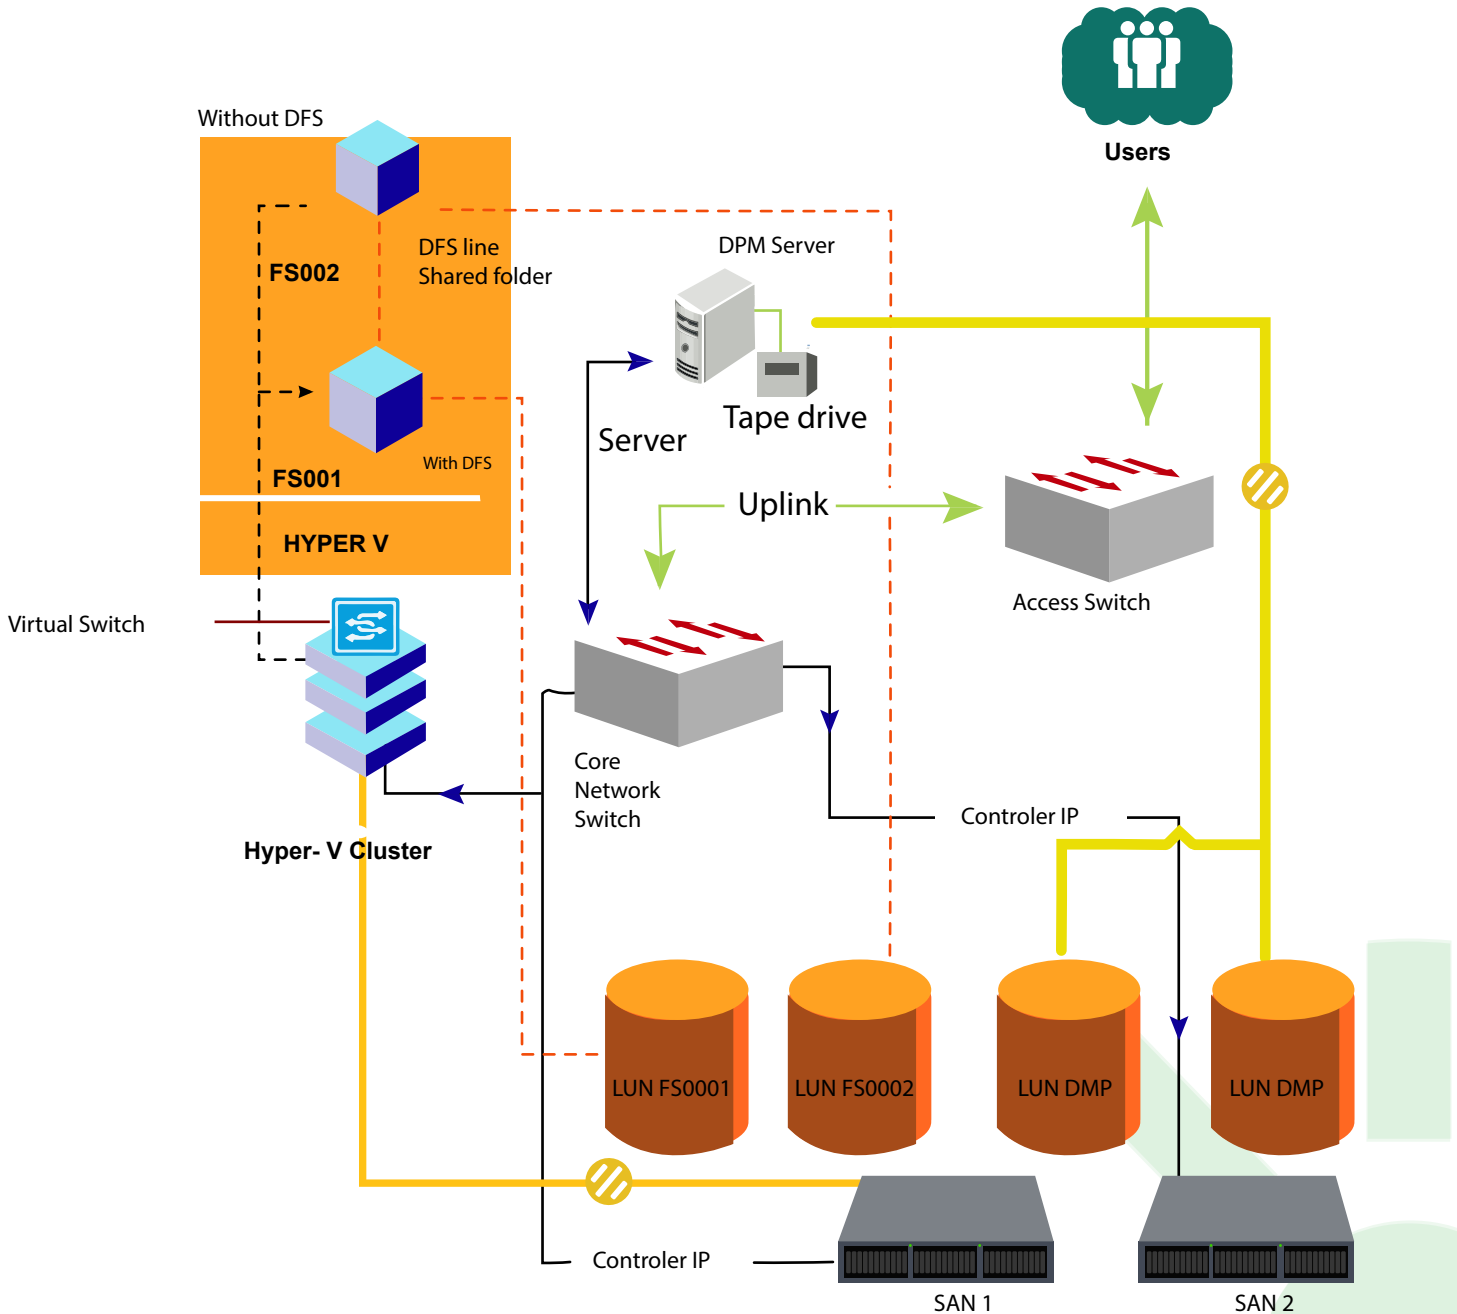 Users
Without DFS
DFS line
Shared folder
FS002
DPM Server
Tape drive
Server
With DFS
FS001
Uplink
HYPER V
Access Switch
Virtual Switch
Core
Network
Switch
Controler IP
Hyper- V Cluster
LUN FS0001
LUN FS0002
LUN DMP
LUN DMP
Controler IP
SAN 1
SAN 2